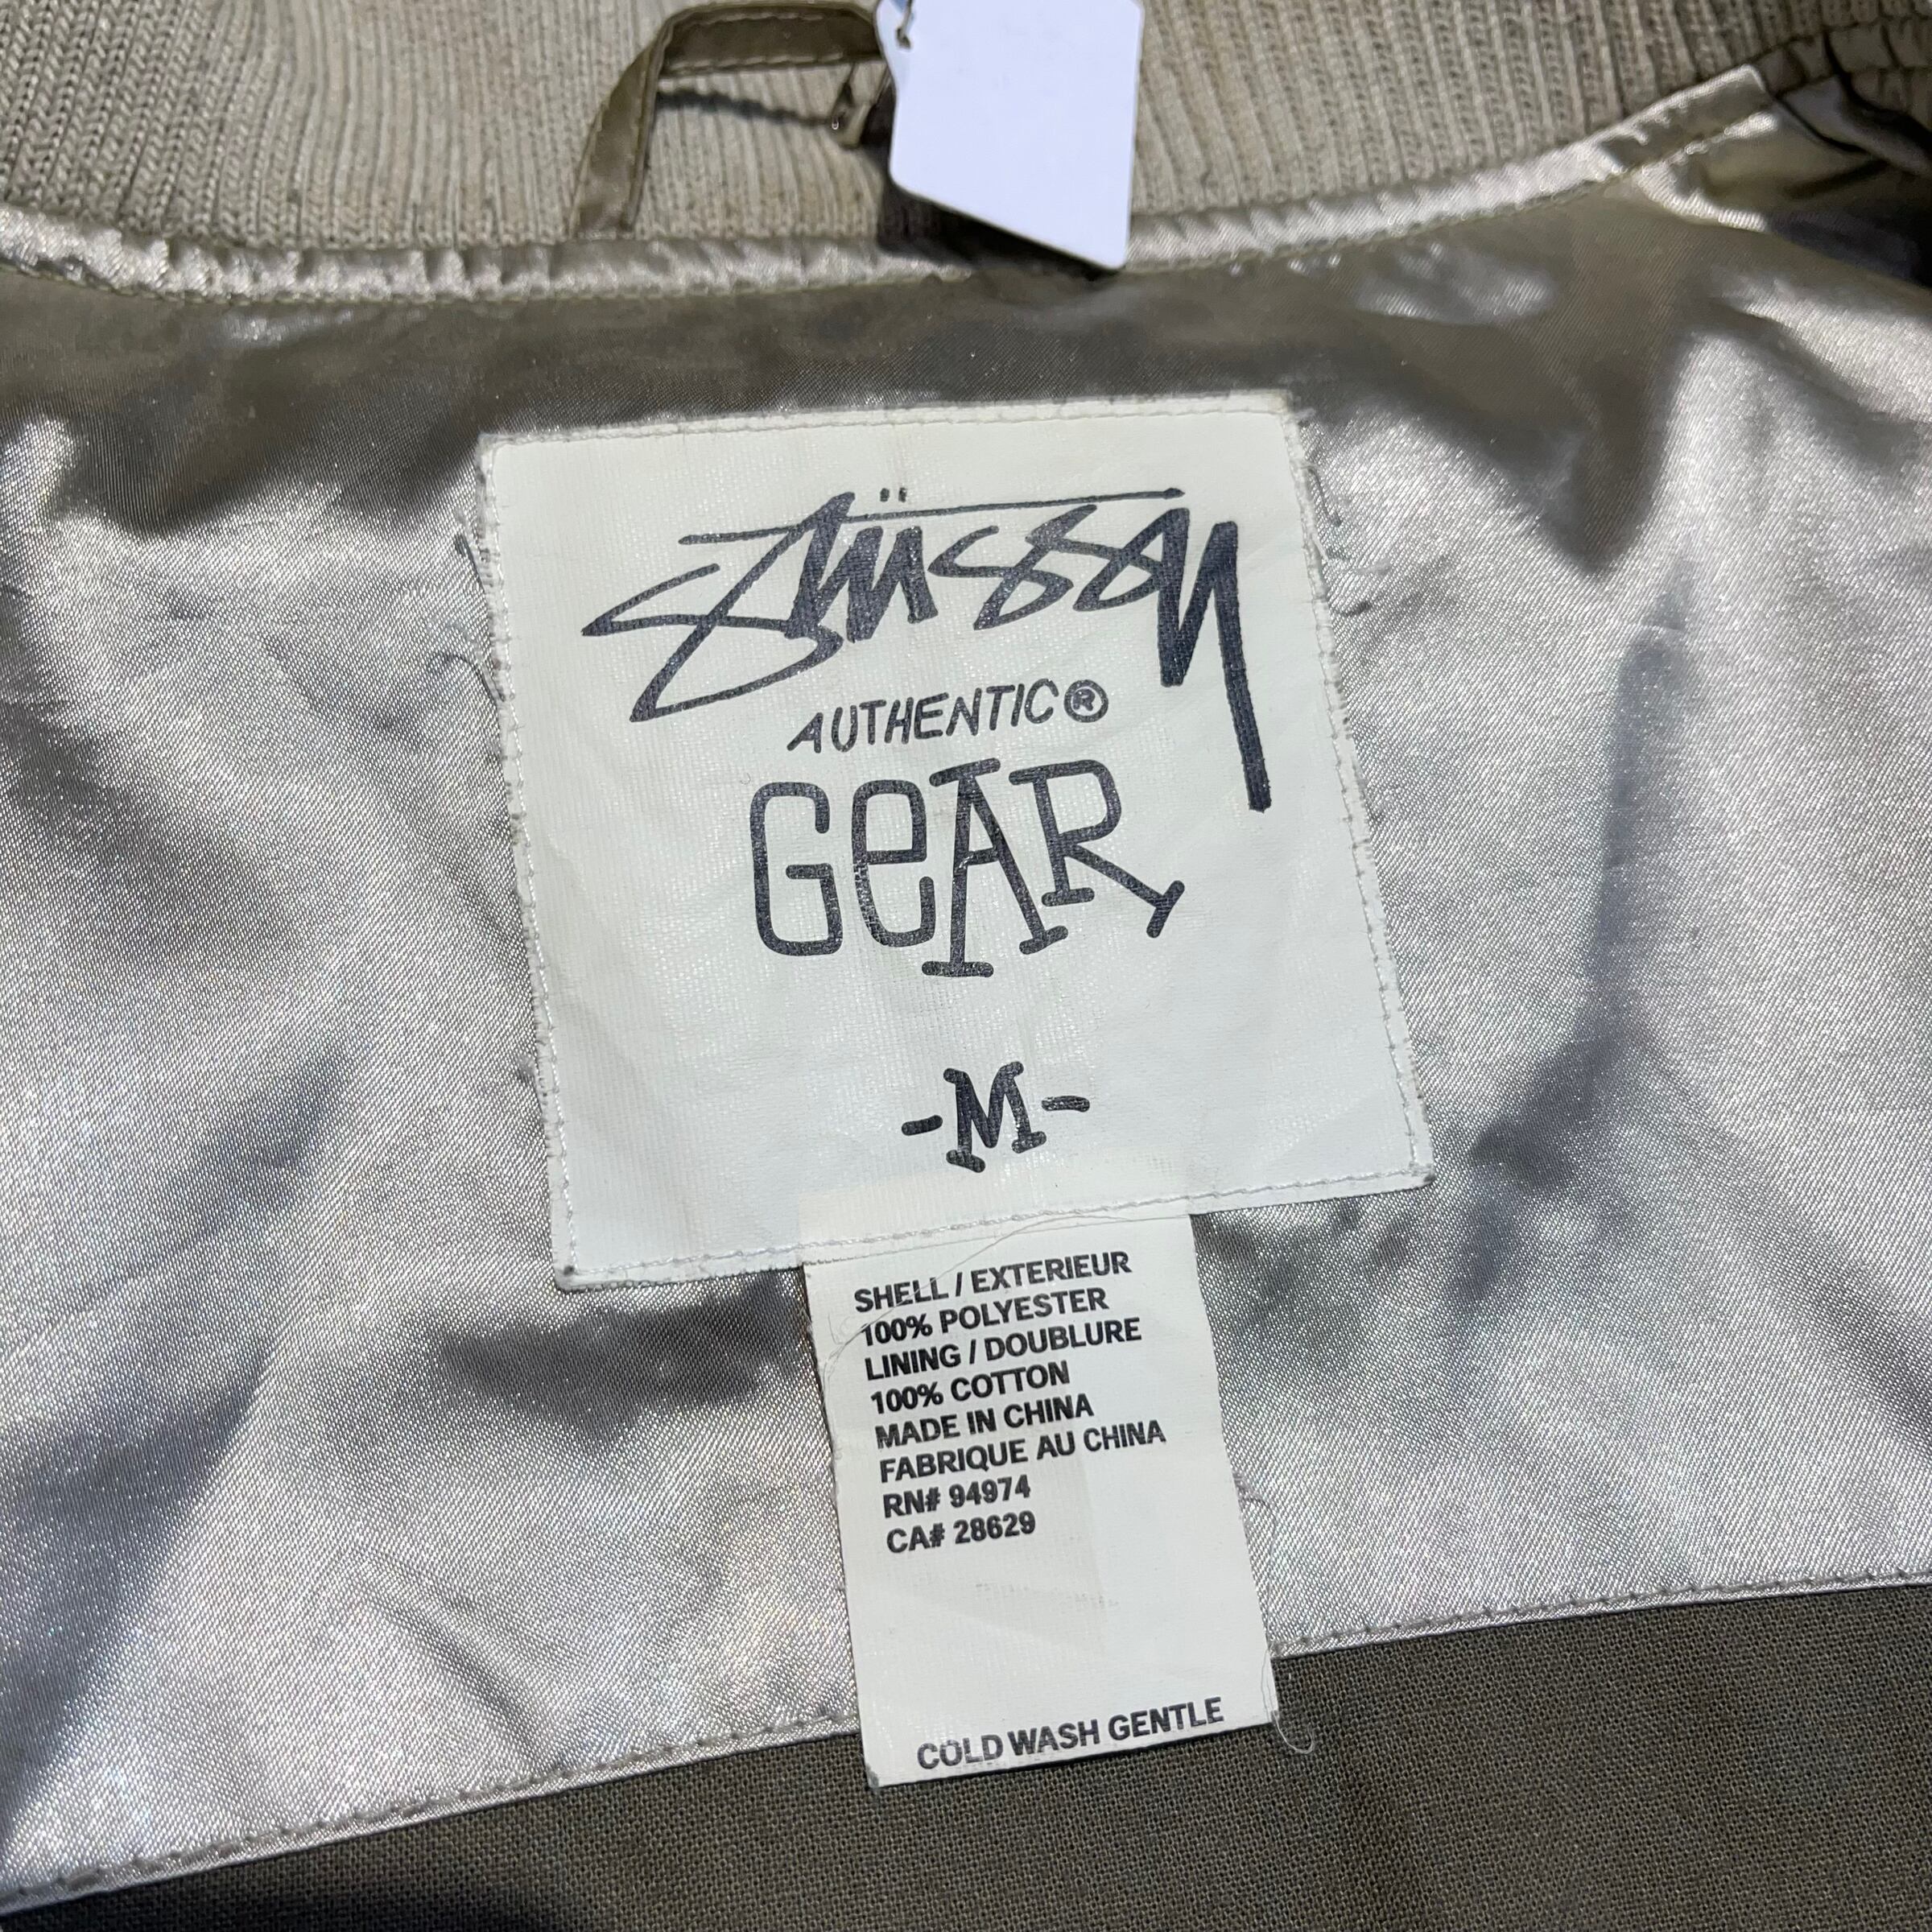 Stüssy
AUTHENTIC®
GEAR
-M-
SHELL / EXTERIEUR
100% POLYESTER
LINING / DOUBLURE
100% COTTON
MADE IN CHINA
FABRIQUE AU CHINA
RN# 94974
CA# 28629
COLD WASH GENTLE